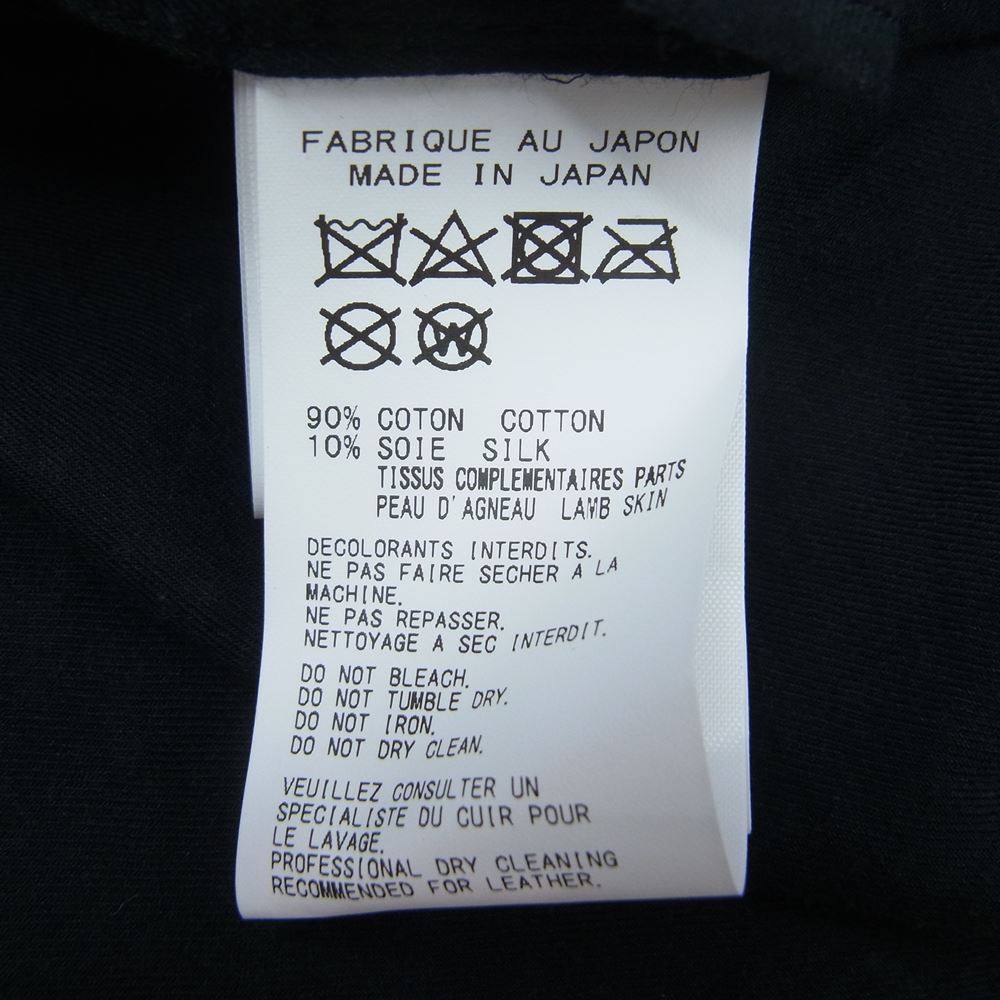 FABRIQUE AU JAPON
MADE IN JAPAN
W
90% COTON COTTON
10% SOIE SILK
TISSUS COMPLEMENTAIRES PARTS
PEAU D'AGNEAU LAMB SKIN
DECOLORANTS INTERDITS.
NE PAS FAIRE SECHER A LA
MACHINE.
NE PAS REPASSER.
NETTOYAGE A SEC INTERDIT.
DO NOT BLEACH.
DO NOT TUMBLE DRY.
DO NOT IRON.
DO NOT DRY CLEAN.
VEUILLEZ CONSULTER UN
SPECIALISTE DU CUIR POUR
LE LAVAGE.
PROFESSIONAL DRY CLEANING
RECOMMENDED FOR LEATHER.